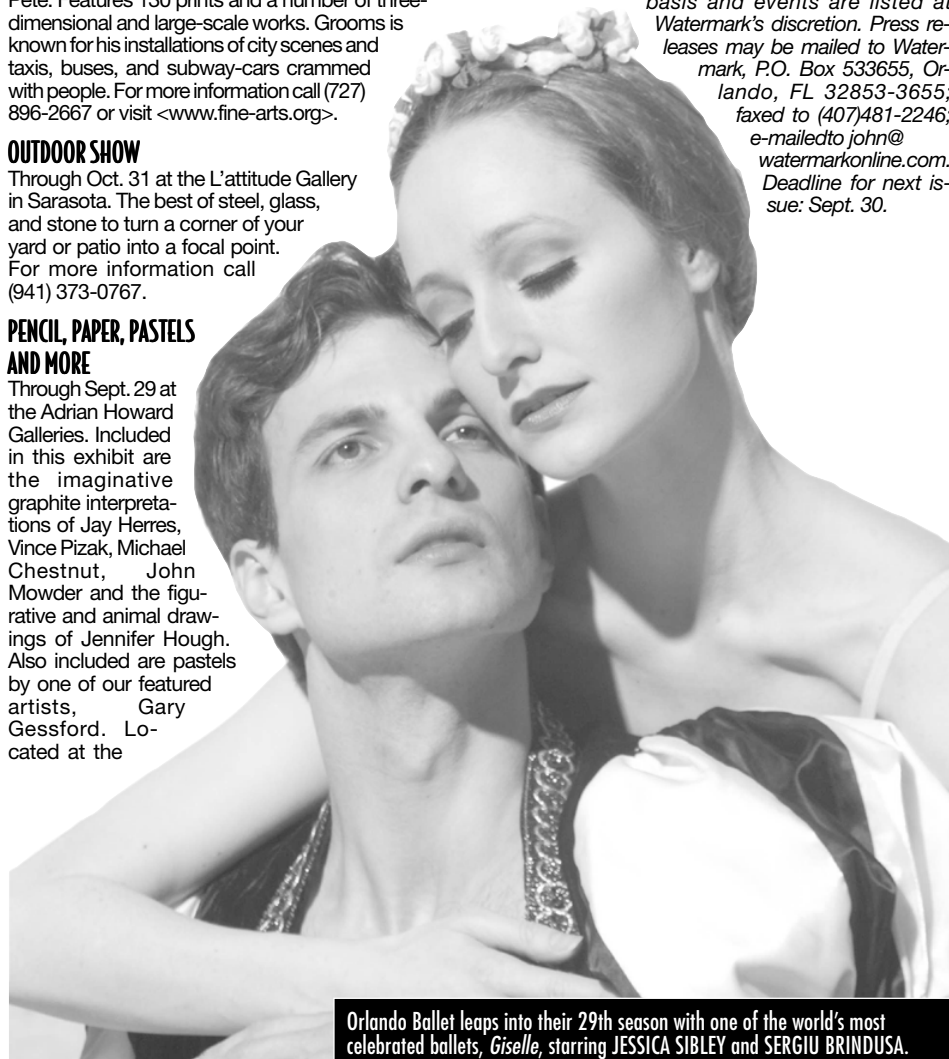 Pete. Features 130 prints and a number of three-
dimensional and large-scale works. Grooms is
known for his installations of city scenes and
taxis, buses, and subway-cars crammed
with people. For more information call (727)
896-2667 or visit <www.fine-arts.org>.
OUTDOOR SHOW
Through Oct. 31 at the L'attitude Gallery
in Sarasota. The best of steel, glass,
and stone to turn a corner of your
yard or patio into a focal point.
For more information call
(941) 373-0767.
PENCIL, PAPER, PASTELS
AND MORE
Through Sept. 29 at
the Adrian Howard
Galleries. Included
in this exhibit are
the imaginative
graphite interpreta-
tions of Jay Herres,
Vince Pizak, Michael
Chestnut, John
Mowder and the figu-
rative and animal draw-
ings of Jennifer Hough.
Also included are pastels
by one of our featured
artists, Gary
Gessford. Lo-
cated at the
basis and events are listed at
Watermark's discretion. Press re-
leases may be mailed to Water-
mark, P.O. Box 533655, Or-
lando, FL 32853-3655;
faxed to (407)481-2246;
e-mailedto john@
watermarkonline.com.
Deadline for next is-
sue: Sept. 30.
Orlando Ballet leaps into their 29th season with one of the world's most
celebrated ballets, Giselle, starring JESSICA SIBLEY and SERGIU BRINDUSA.